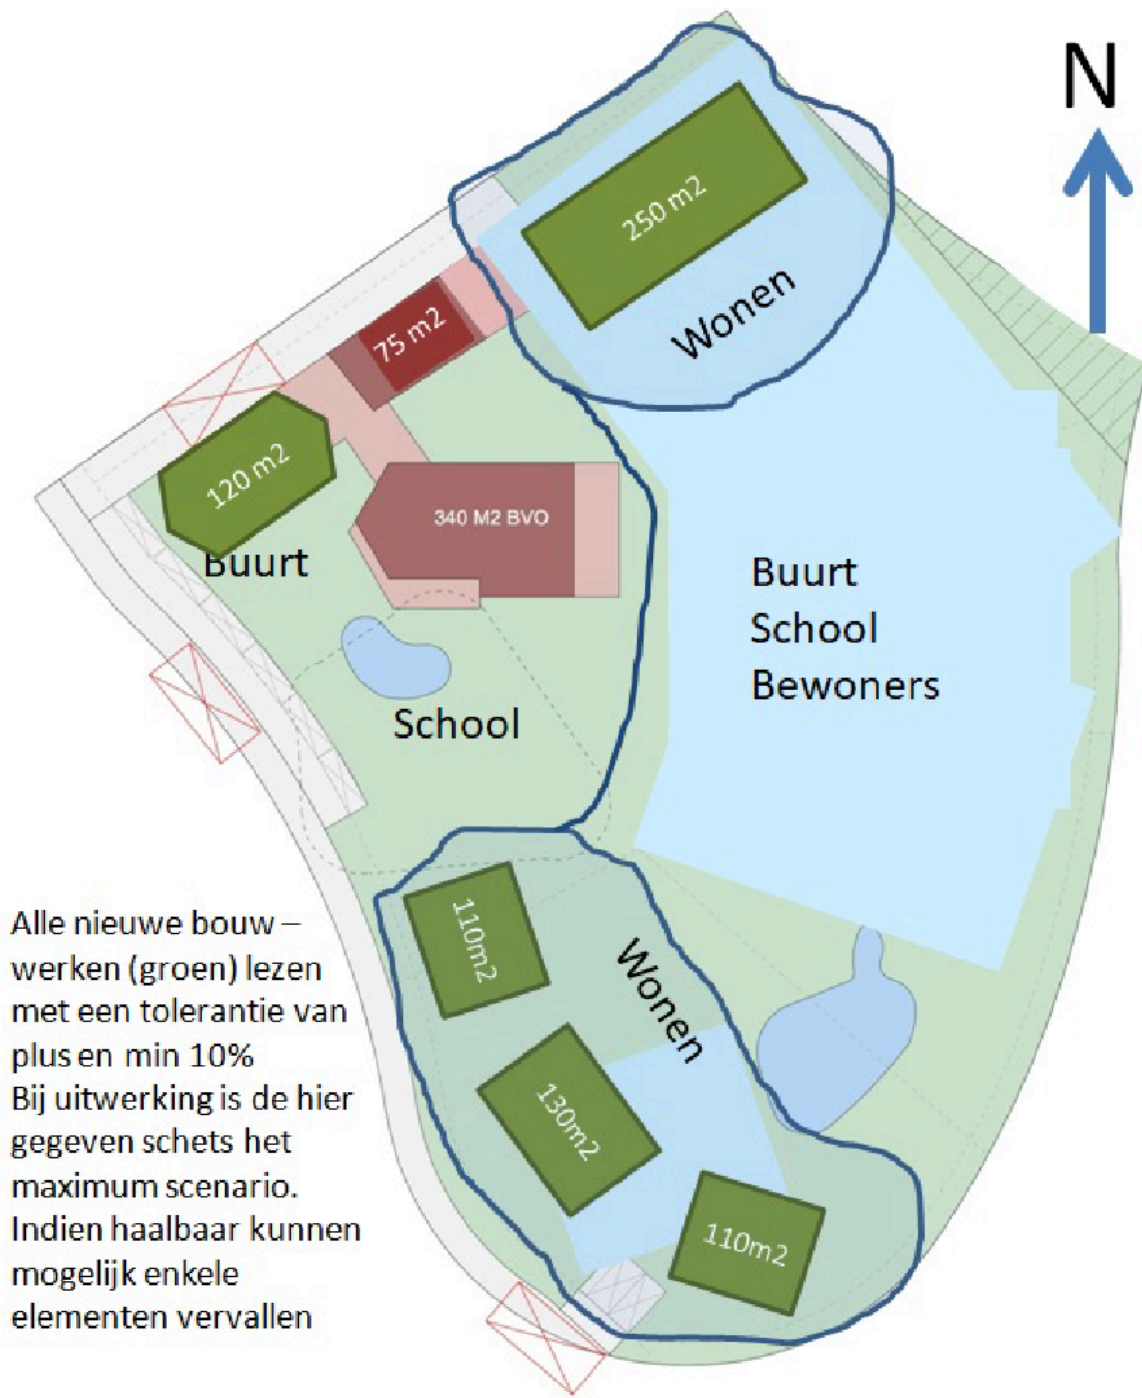 N
250 m2
Wonen
75 m2
120 m2
Buurt
340 M2 BVO
School
Buurt
School
Bewoners
110m2
Wonen
130m2
110m2
Alle nieuwe bouw –
werken (groen) lezen
met een tolerantie van
plus en min 10%
Bij uitwerking is de hier
gegeven schets het
maximum scenario.
Indien haalbaar kunnen
mogelijk enkele
elementen vervallen